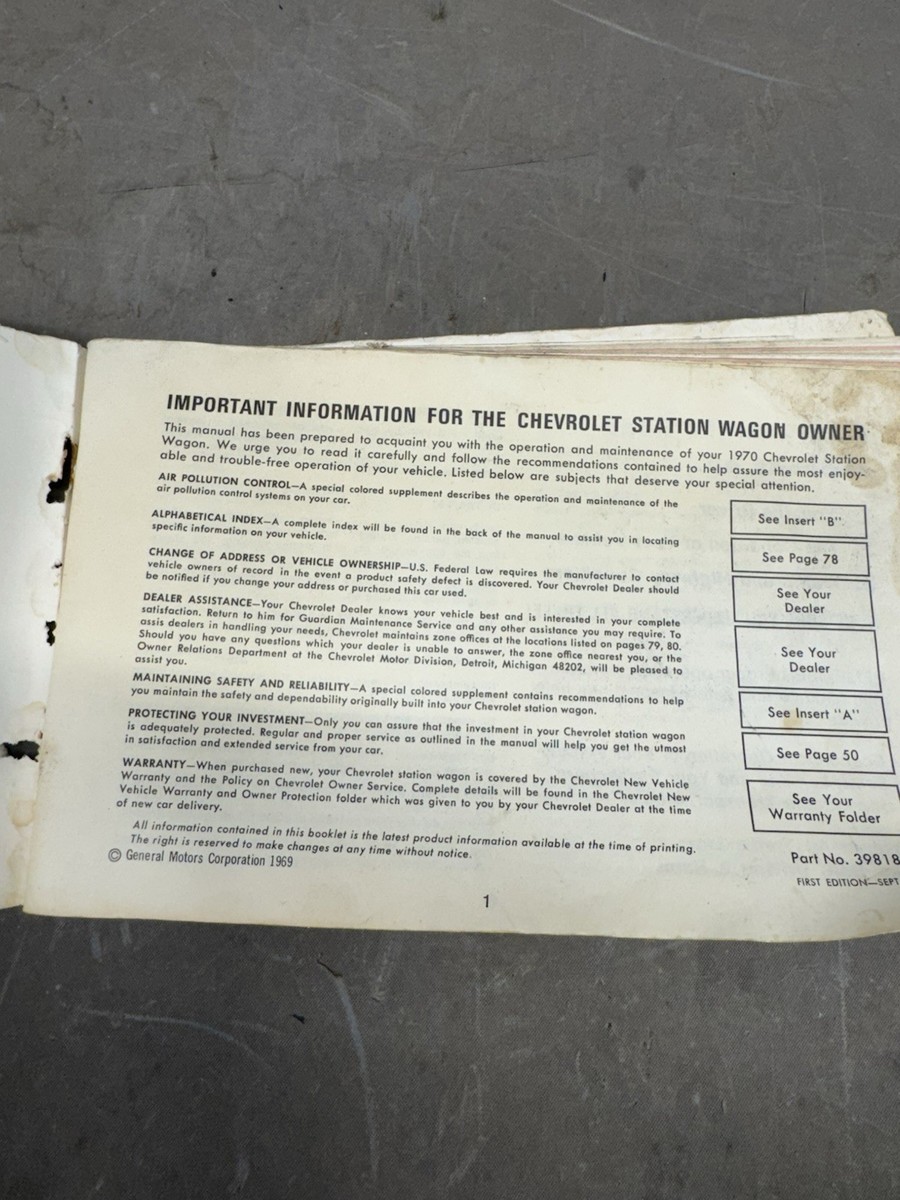 IMPORTANT INFORMATION FOR THE CHEVROLET STATION WAGON OWNER
This manual has been prepared to acquaint you with the operation and maintenance of your 1970 Chevrolet Station
Wagon. We urge you to read it carefully and follow the recommendations contained to help assure the most enjoy-
able and trouble-free operation of your vehicle. Listed below are subjects that deserve your special attention.
AIR POLLUTION CONTROL—A special colored supplement describes the operation and maintenance of the
air pollution control systems on your car.
See Insert "B"
ALPHABETICAL INDEX—A complete index will be found in the back of the manual to assist you in locating
specific information on your vehicle.
See Page 78
CHANGE OF ADDRESS OR VEHICLE OWNERSHIP—U.S. Federal Law requires the manufacturer to contact
vehicle owners of record in the event a product safety defect is discovered. Your Chevrolet Dealer should
be notified if you change your address or purchased this car used.
See Your
Dealer
DEALER ASSISTANCE—Your Chevrolet Dealer knows your vehicle best and is interested in your complete
satisfaction. Return to him for Guardian Maintenance Service and any other assistance you may require. To
assis dealers in handling your needs, Chevrolet maintains zone offices at the locations listed on pages 79, 80.
Should you have any questions which your dealer is unable to answer, the zone office nearest you, or the
Owner Relations Department at the Chevrolet Motor Division, Detroit, Michigan 48202, will be pleased to
assist you.
See Your
Dealer
MAINTAINING SAFETY AND RELIABILITY—A special colored supplement contains recommendations to help
you maintain the safety and dependability originally built into your Chevrolet station wagon.
See Insert "A"
PROTECTING YOUR INVESTMENT—Only you can assure that the investment in your Chevrolet station wagon
is adequately protected. Regular and proper service as outlined in the manual will help you get the utmost
in satisfaction and extended service from your car.
See Page 50
WARRANTY—When purchased new, your Chevrolet station wagon is covered by the Chevrolet New Vehicle
Warranty and the Policy on Chevrolet Owner Service. Complete details will be found in the Chevrolet New
Vehicle Warranty and Owner Protection folder which was given to you by your Chevrolet Dealer at the time
of new car delivery.
See Your
Warranty Folder
All information contained in this booklet is the latest product information available at the time of printing.
The right is reserved to make changes at any time without notice.
© General Motors Corporation 1969
Part No. 39818
FIRST EDITION—SEPT
1